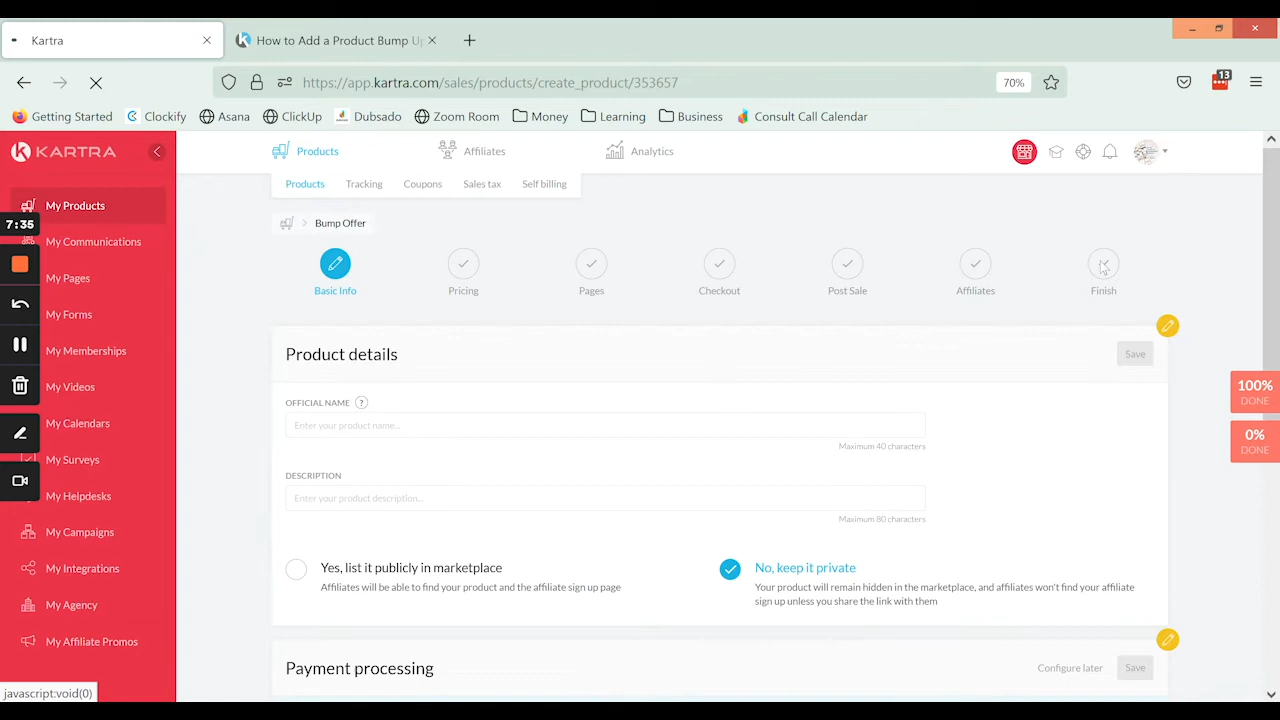 Kartra
How to Add a Product Bump Up
https://app.kartra.com/sales/products/create_product/353657
70%
13
Getting Started
Clockify
Asana
ClickUp
Dubsado
Zoom Room
Money
Learning
Business
Consult Call Calendar
KARTRA
Products
Affiliates
Analytics
Products
Tracking
Coupons
Sales tax
Self billing
My Products
7:35
My Communications
My Pages
My Forms
My Memberships
My Videos
My Calendars
My Surveys
My Helpdesks
My Campaigns
My Integrations
My Agency
My Affiliate Promos
Bump Offer
Basic Info
Pricing
Pages
Checkout
Post Sale
Affiliates
Finish
Product details
Save
OFFICIAL NAME ?
Enter your product name...
Maximum 40 characters
DESCRIPTION
Enter your product description...
Maximum 80 characters
Yes, list it publicly in marketplace
Affiliates will be able to find your product and the affiliate sign up page
No, keep it private
Your product will remain hidden in the marketplace, and affiliates won't find your affiliate
sign up unless you share the link with them
Payment processing
Configure later
Save
100%
DONE
0%
DONE
javascript:void(0)